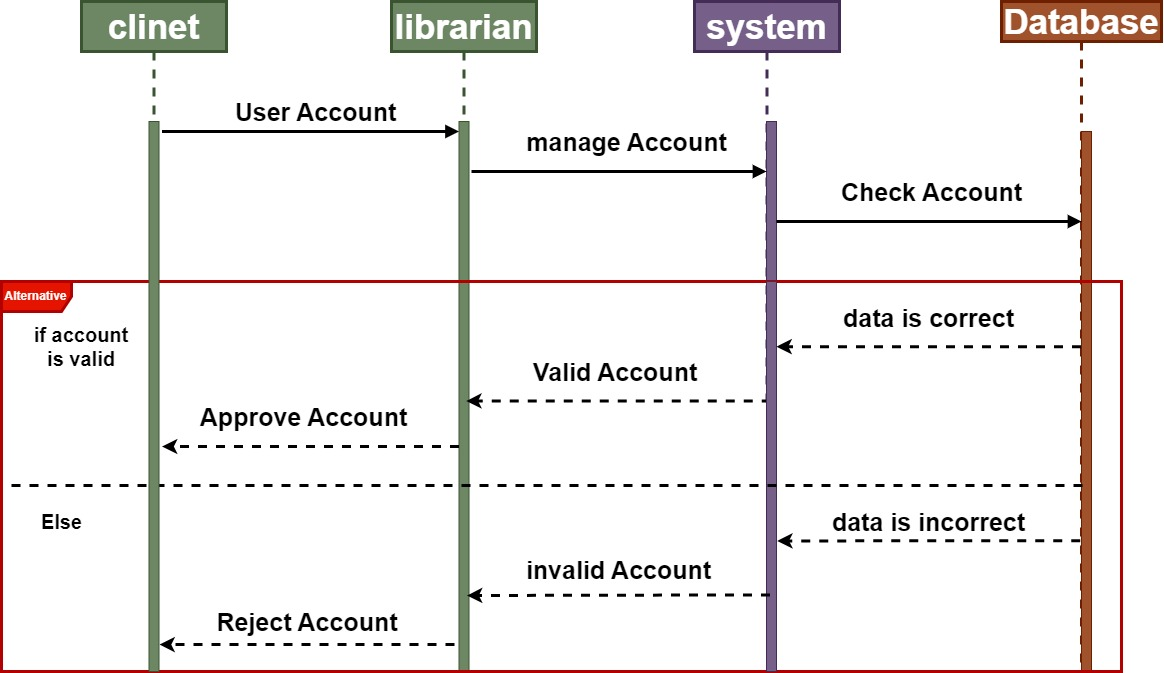 clinet
librarian
system
Database
User Account
manage Account
Check Account
Alternative
if account
is valid
data is correct
Valid Account
Approve Account
Else
data is incorrect
invalid Account
Reject Account